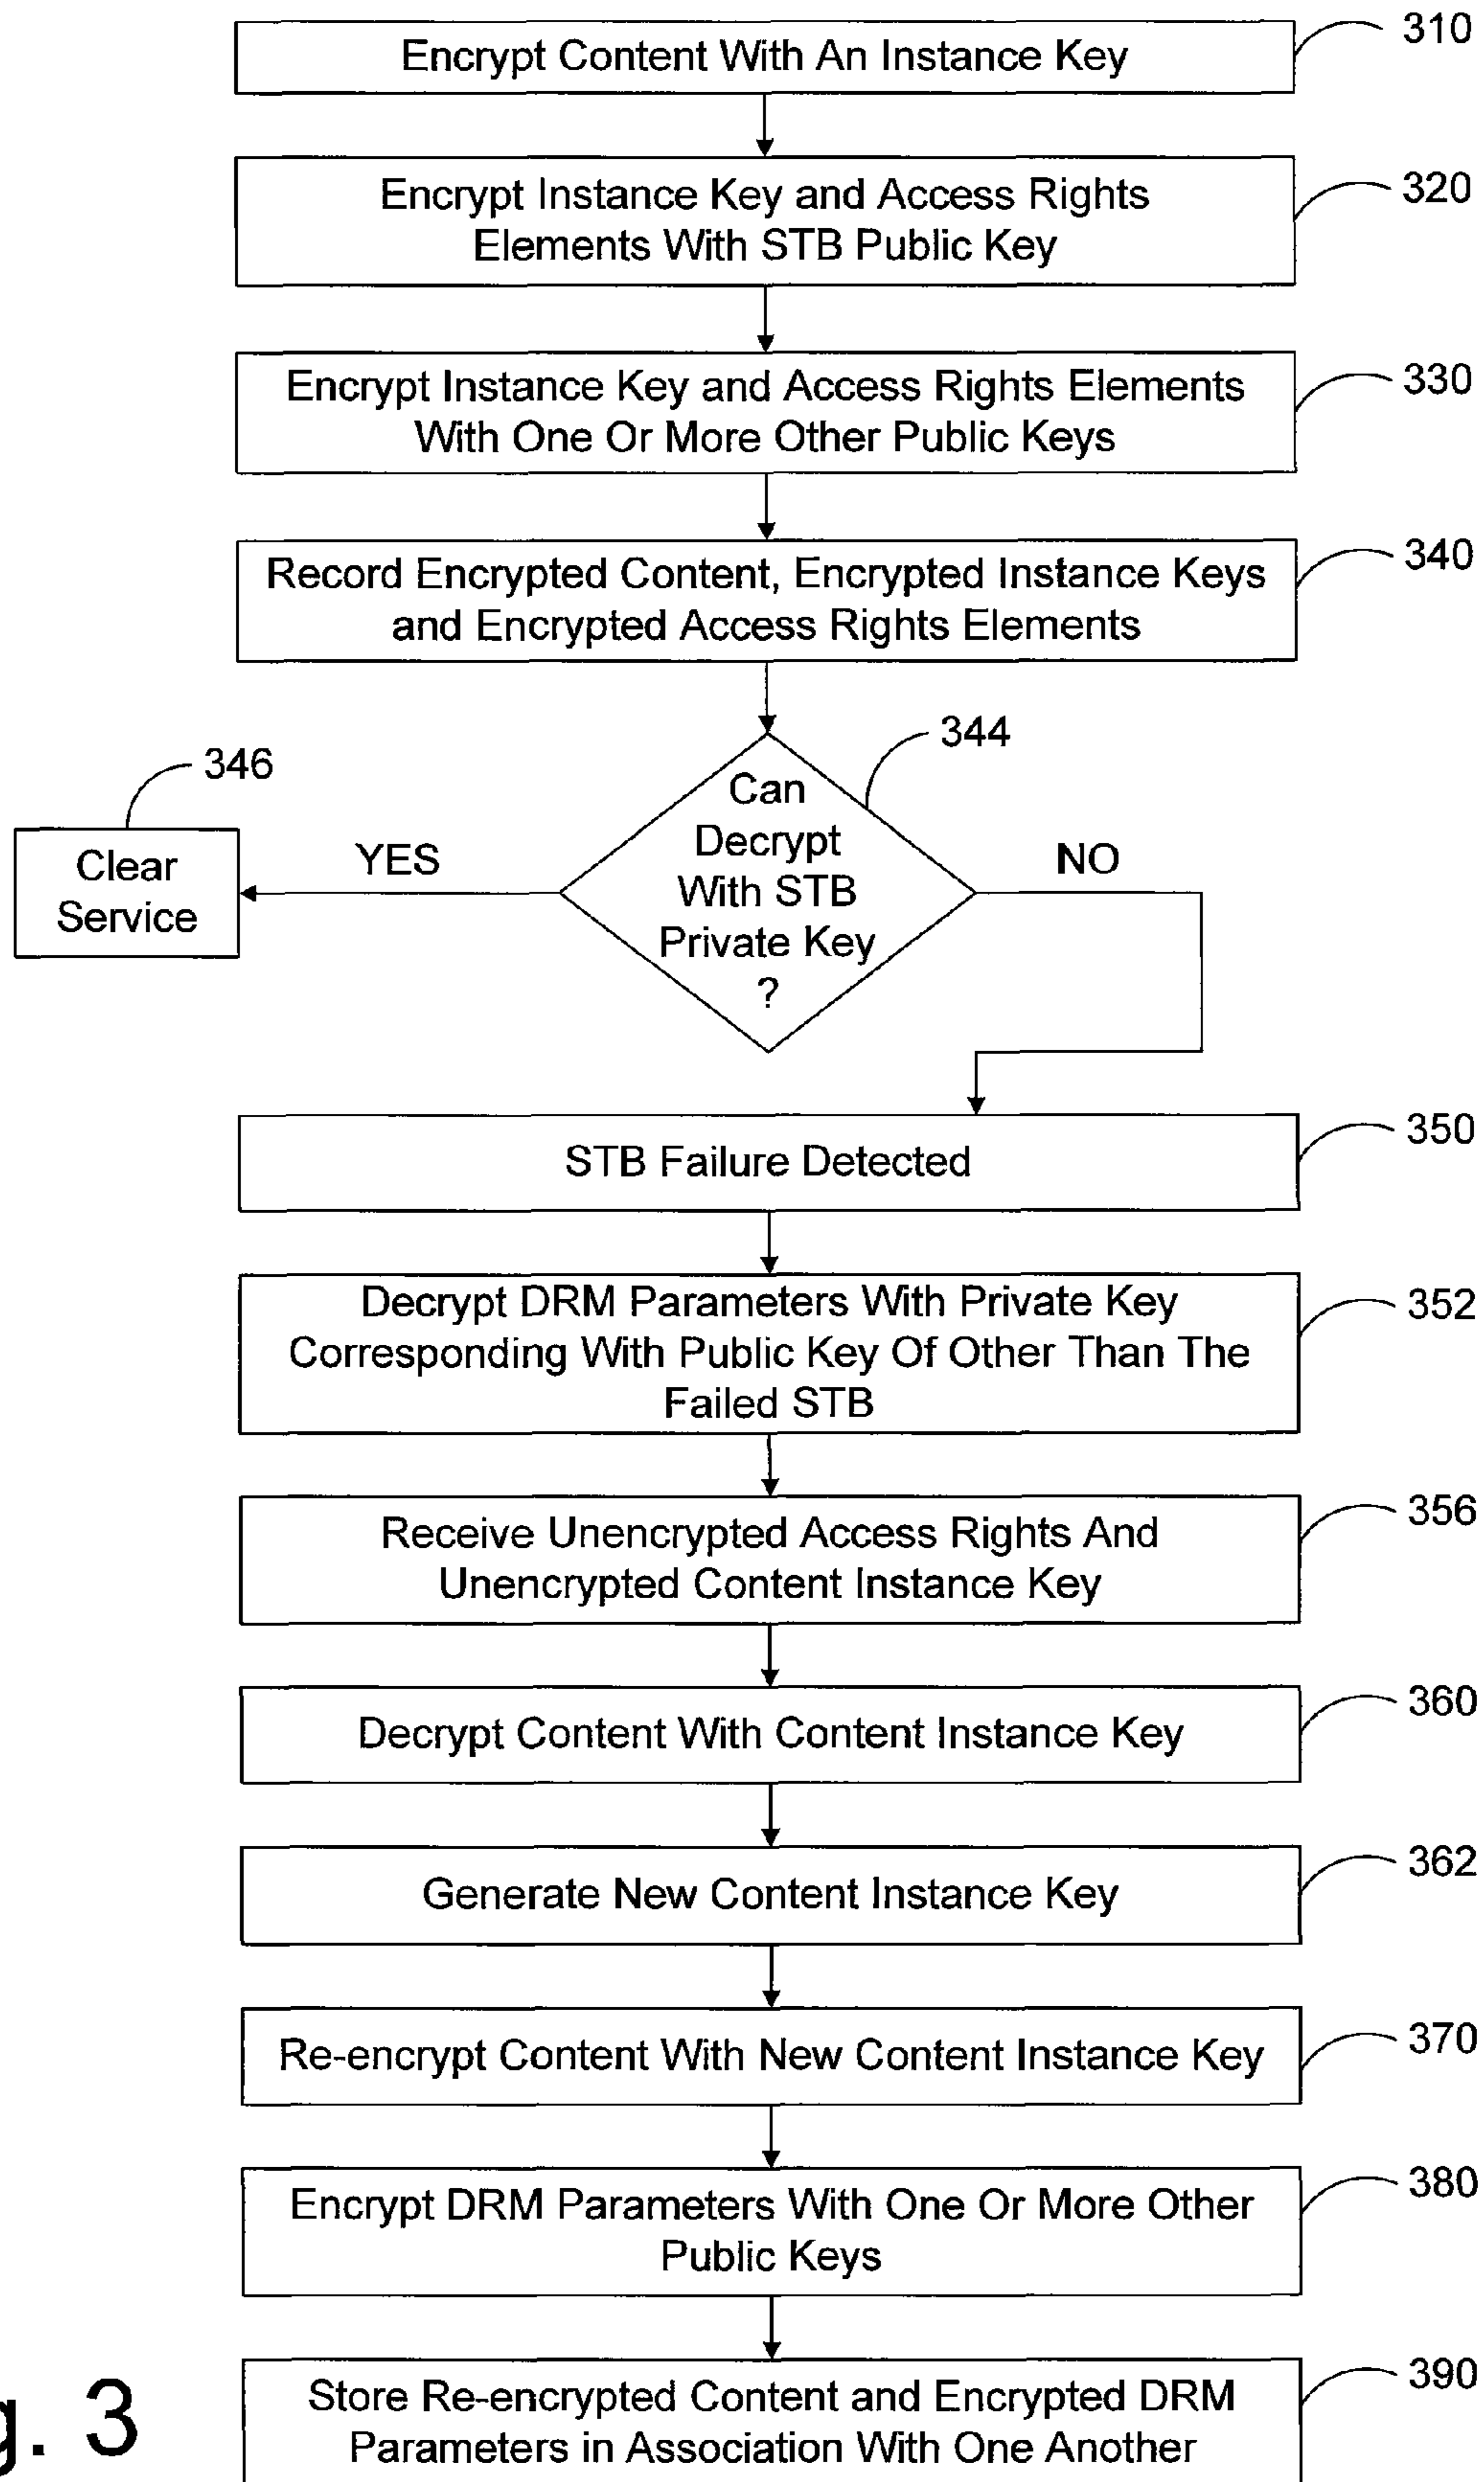 310
Encrypt Content With An Instance Key
320
Encrypt Instance Key and Access Rights
Elements With STB Public Key
330
Encrypt Instance Key and Access Rights Elements
With One Or More Other Public Keys
340
Record Encrypted Content, Encrypted Instance Keys
and Encrypted Access Rights Elements
344
346
Can
Decrypt
With STB
Private Key
?
YES
NO
Clear
Service
350
STB Failure Detected
352
Decrypt DRM Parameters With Private Key
Corresponding With Public Key Of Other Than The
Failed STB
356
Receive Unencrypted Access Rights And
Unencrypted Content Instance Key
360
Decrypt Content With Content Instance Key
362
Generate New Content Instance Key
370
Re-encrypt Content With New Content Instance Key
380
Encrypt DRM Parameters With One Or More Other
Public Keys
390
Store Re-encrypted Content and Encrypted DRM
Parameters in Association With One Another
g. 3